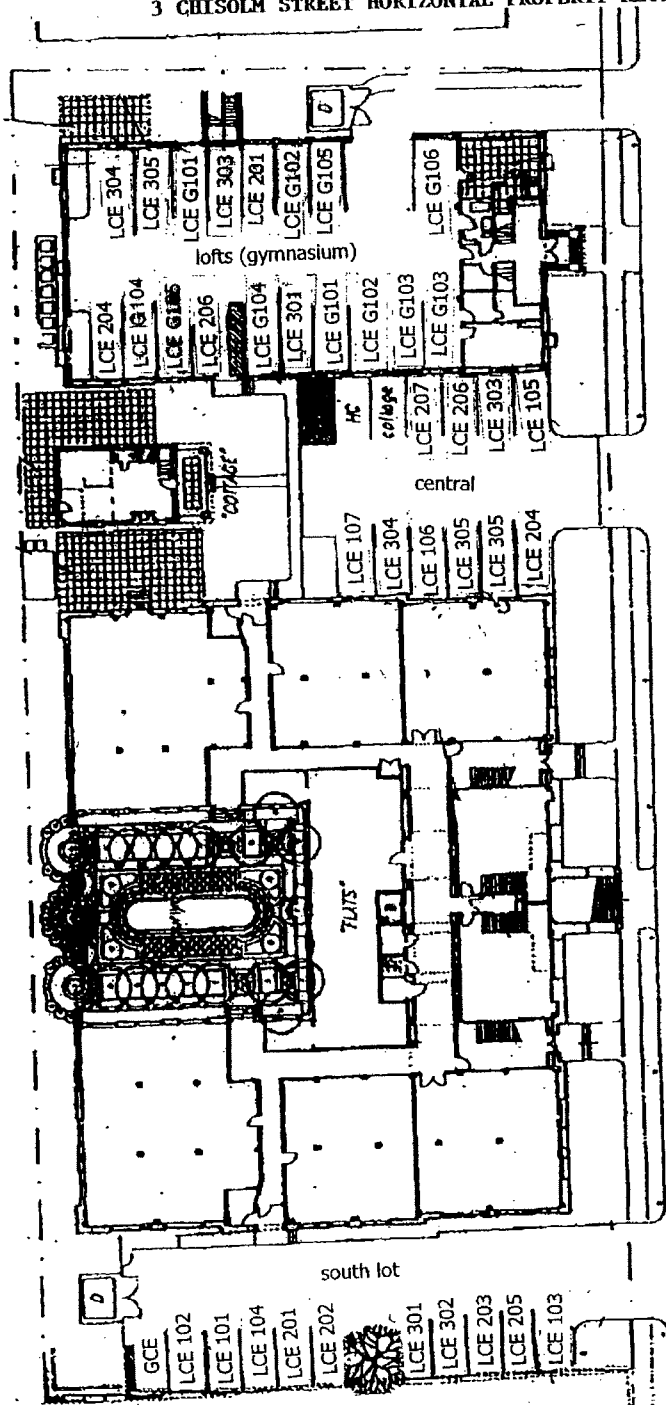 3 CHISOLM STREET HORIZONTAL PROPERTY
D
LCE 304
LCE 305
LCE G101
LCE 303
LCE 201
LCE G102
LCE G105
LCE G106
lofts (gymnasium)
LCE 204
LCE G104
LCE 206
LCE G104
LCE 301
LCE G101
LCE G102
LCE G103
LCE G103
HC
cottage
LCE 207
LCE 206
LCE 303
LCE 105
"COTTAGE"
central
LCE 107
LCE 304
LCE 106
LCE 305
LCE 305
LCE 204
"FLATS"
south lot
D
GCE
LCE 102
LCE 101
LCE 104
LCE 201
LCE 202
LCE 301
LCE 302
LCE 203
LCE 205
LCE 103